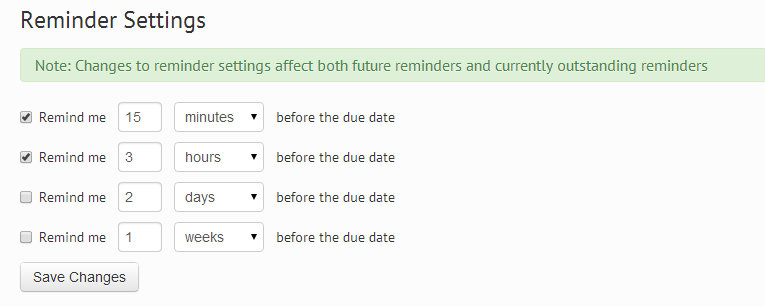 Reminder Settings
Note: Changes to reminder settings affect both future reminders and currently outstanding reminders
Remind me 15 minutes before the due date
Remind me 3 hours before the due date
Remind me 2 days before the due date
Remind me 1 weeks before the due date
Save Changes